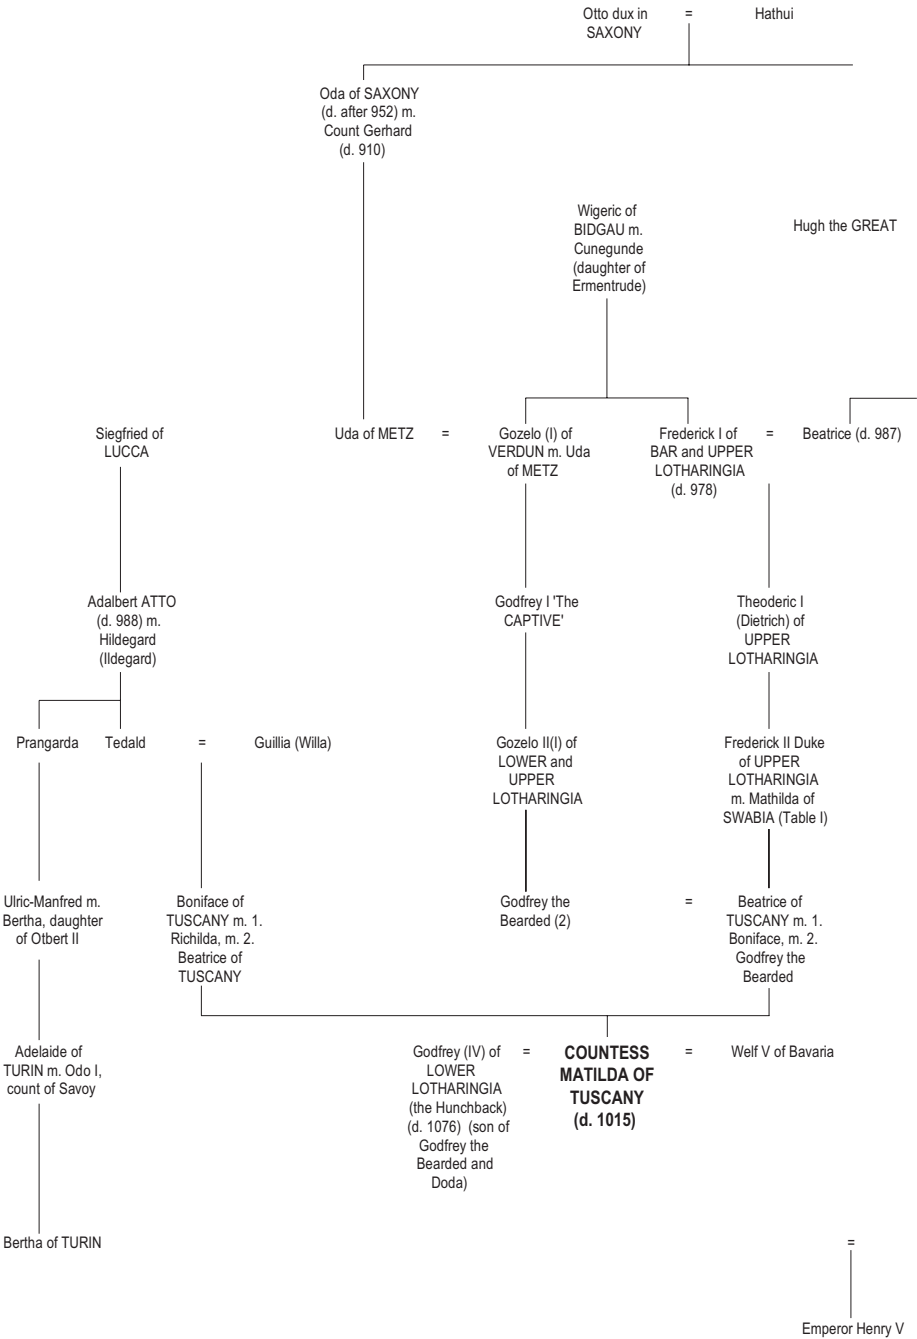 Otto dux in
SAXONY
=
Hathui
Oda of SAXONY
(d. after 952) m.
Count Gerhard
(d. 910)
Wigeric of
BIDGAU m.
Cunegunde
(daughter of
Ermentrude)
Hugh the GREAT
Siegfried of
LUCCA
Uda of METZ
=
Gozelo (I) of
VERDUN m. Uda
of METZ
Frederick I of
BAR and UPPER
LOTHARINGIA
(d. 978)
=
Beatrice (d. 987)
Adalbert ATTO
(d. 988) m.
Hildegard
(Ildegard)
Godfrey I 'The
CAPTIVE'
Theoderic I
(Dietrich) of
UPPER
LOTHARINGIA
Prangarda
Tedald
=
Guillia (Willa)
Gozelo II(I) of
LOWER and
UPPER
LOTHARINGIA
Frederick II Duke
of UPPER
LOTHARINGIA
m. Mathilda of
SWABIA (Table I)
Ulric-Manfred m.
Bertha, daughter
of Otbert II
Boniface of
TUSCANY m. 1.
Richilda, m. 2.
Beatrice of
TUSCANY
Godfrey the
Bearded (2)
=
Beatrice of
TUSCANY m. 1.
Boniface, m. 2.
Godfrey the
Bearded
Adelaide of
TURIN m. Odo I,
count of Savoy
Godfrey (IV) of
LOWER
LOTHARINGIA
(the Hunchback)
(d. 1076) (son of
Godfrey the
Bearded and
Doda)
=
COUNTESS
MATILDA OF
TUSCANY
(d. 1015)
=
Welf V of Bavaria
Bertha of TURIN
=
Emperor Henry V